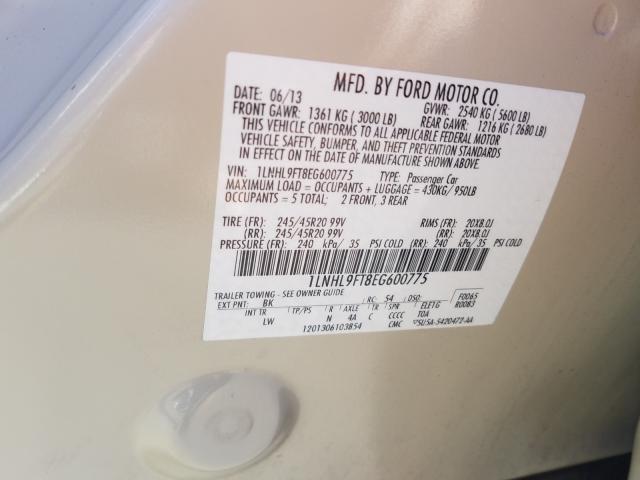 MFD. BY FORD MOTOR CO.
DATE: 06/13 GVWR: 2540 KG ( 5600 LB)
FRONT GAWR: 1361 KG ( 3000 LB) REAR GAWR: 1216 KG ( 2680 LB)
THIS VEHICLE CONFORMS TO ALL APPLICABLE FEDERAL MOTOR
VEHICLE SAFETY, BUMPER, AND THEFT PREVENTION STANDARDS
IN EFFECT ON THE DATE OF MANUFACTURE SHOWN ABOVE.
VIN: 1LNHL9FT8EG600775 TYPE: Passenger Car
MAXIMUM LOAD = OCCUPANTS + LUGGAGE = 430KG/ 950LB
OCCUPANTS = 5 TOTAL; 2 FRONT, 3 REAR
TIRE (FR): 245/45R20 99V RIMS (FR): 20X8.0J
(RR): 245/45R20 99V (RR): 20X8.0J
PRESSURE (FR): 240 kPa/ 35 PSI COLD (RR): 240 kPa/ 35 PSI COLD
1LNHL9FT8EG600775
TRAILER TOWING - SEE OWNER GUIDE
EXT PNT: BK RC: 54 DSO: F0065
INT TR TP/PS R AXLE TR SPR ELE1G R0083
LW N 4A C CCCC TOA
1201306103854 CMC